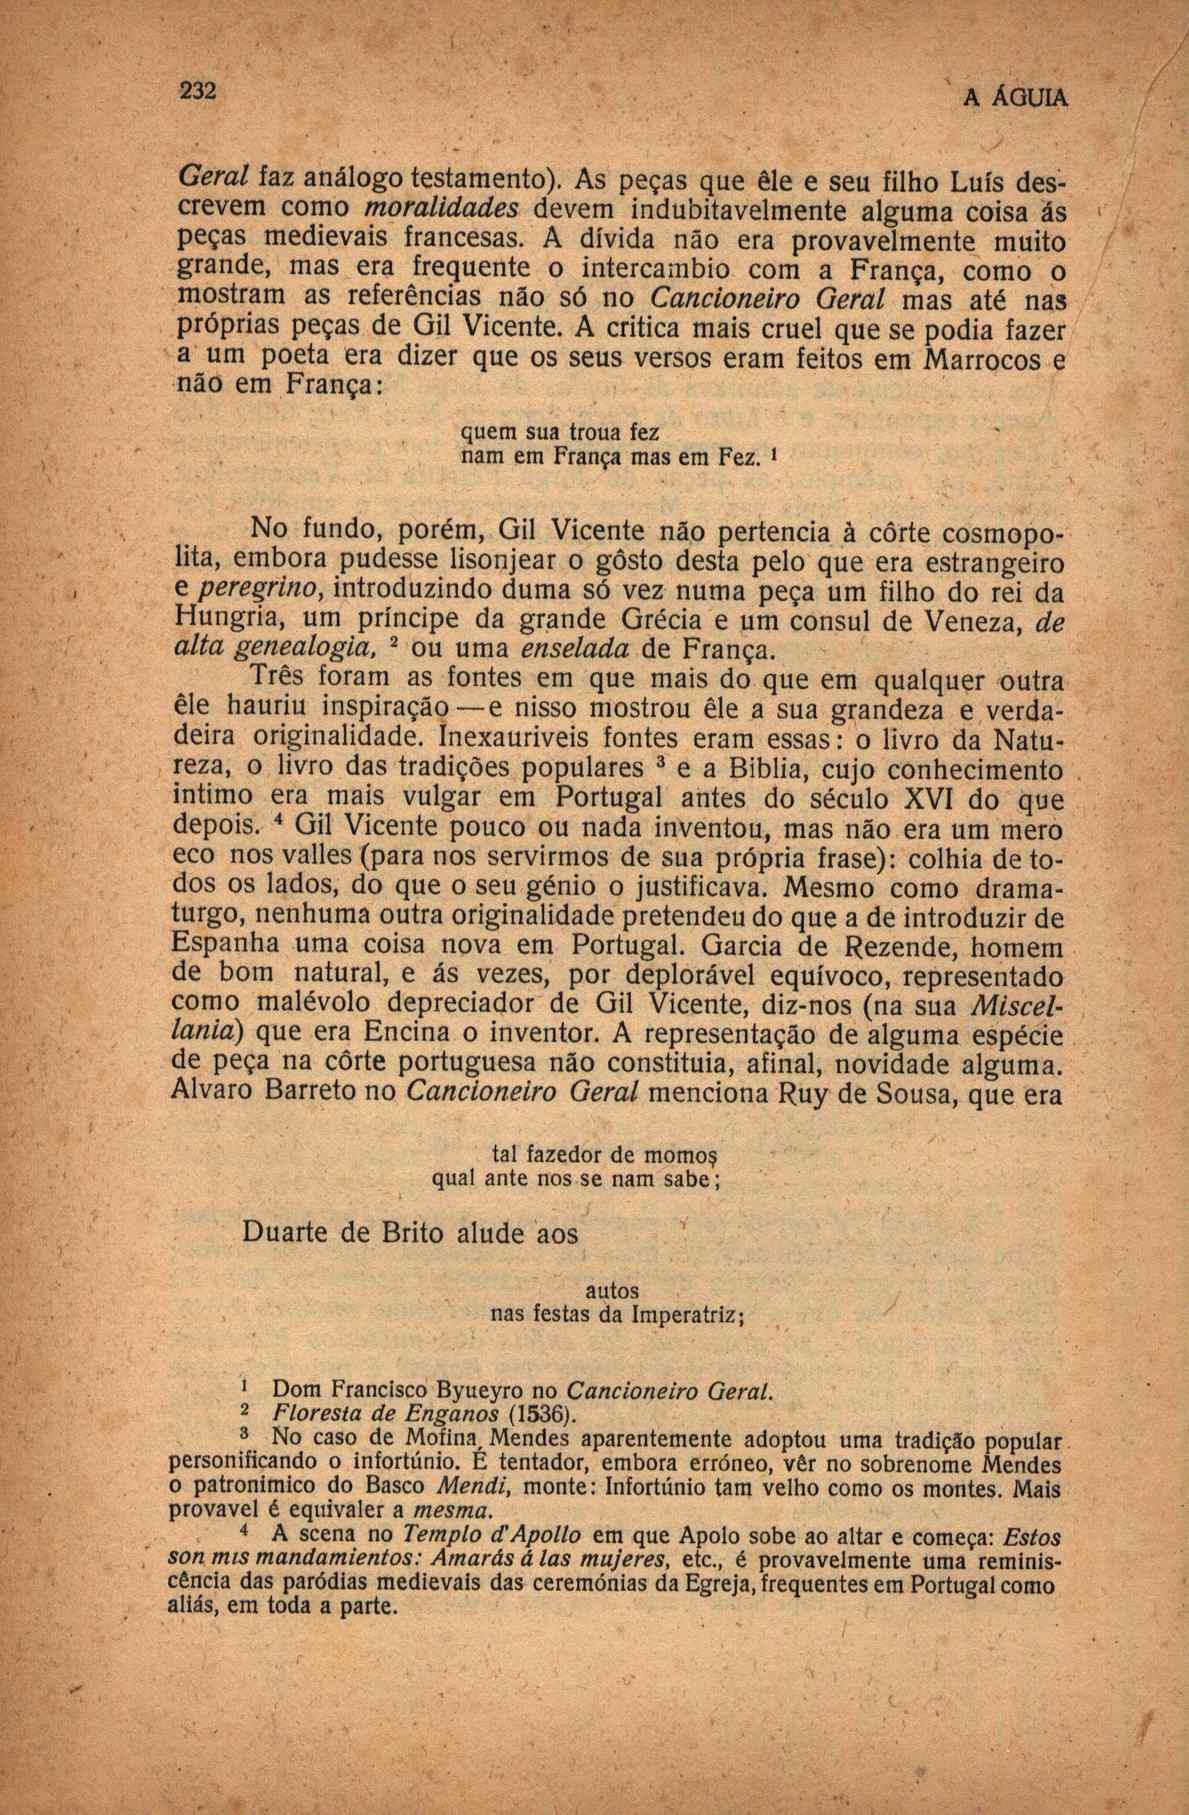 232
A ÁGUIA
Geral faz análogo testamento). As peças que êle e seu filho Luís des-
crevem como moralidades devem indubitavelmente alguma coisa ás
peças medievais francesas. A dívida não era provavelmente muito
grande, mas era frequente o intercambio com a França, como o
mostram as referências não só no Cancioneiro Geral mas até nas
próprias peças de Gil Vicente. A critica mais cruel que se podia fazer
a um poeta era dizer que os seus versos eram feitos em Marrocos e
não em França:
quem sua troua fez
nam em França mas em Fez. ¹
No fundo, porém, Gil Vicente não pertencia à côrte cosmopo-
lita, embora pudesse lisonjear o gôsto desta pelo que era estrangeiro
e peregrino, introduzindo duma só vez numa peça um filho do rei da
Hungria, um príncipe da grande Grécia e um consul de Veneza, de
alta genealogia, ² ou uma enselada de França.
Três foram as fontes em que mais do que em qualquer outra
êle hauriu inspiração — e nisso mostrou êle a sua grandeza e verda-
deira originalidade. Inexauriveis fontes eram essas: o livro da Natu-
reza, o livro das tradições populares ³ e a Biblia, cujo conhecimento
intimo era mais vulgar em Portugal antes do século XVI do que
depois. ⁴ Gil Vicente pouco ou nada inventou, mas não era um mero
eco nos valles (para nos servirmos de sua própria frase): colhia de to-
dos os lados, do que o seu génio o justificava. Mesmo como drama-
turgo, nenhuma outra originalidade pretendeu do que a de introduzir de
Espanha uma coisa nova em Portugal. Garcia de Rezende, homem
de bom natural, e ás vezes, por deplorável equívoco, representado
como malévolo depreciador de Gil Vicente, diz-nos (na sua Miscel-
lania) que era Encina o inventor. A representação de alguma espécie
de peça na côrte portuguesa não constituia, afinal, novidade alguma.
Alvaro Barreto no Cancioneiro Geral menciona Ruy de Sousa, que era
tal fazedor de momos
qual ante nos se nam sabe;
Duarte de Brito alude aos
autos
nas festas da Imperatriz;
¹ Dom Francisco Byueyro no Cancioneiro Geral.
² Floresta de Enganos (1536).
³ No caso de Mofina Mendes aparentemente adoptou uma tradição popular
personificando o infortúnio. É tentador, embora erróneo, vêr no sobrenome Mendes
o patronimico do Basco Mendi, monte: Infortúnio tam velho como os montes. Mais
provavel é equivaler a mesma.
⁴ A scena no Templo d'Apollo em que Apolo sobe ao altar e começa: Estos
son mis mandamientos: Amarás á las mujeres, etc., é provavelmente uma reminis-
cência das paródias medievais das ceremónias da Egreja, frequentes em Portugal como
aliás, em toda a parte.